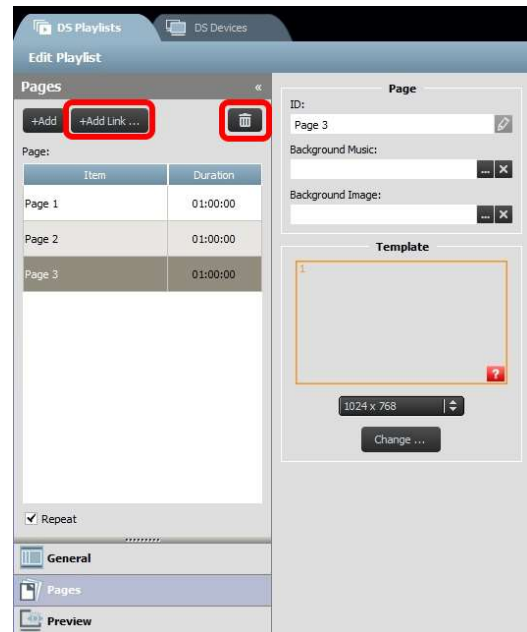 DS Playlists DS Devices
Edit Playlist
Pages «
+Add +Add Link ...
Page:
Item Duration
Page 1 01:00:00
Page 2 01:00:00
Page 3 01:00:00
Repeat
General
Pages
Preview
Page
ID:
Page 3
Background Music:
...
Background Image:
...
Template
1
?
1024 x 768
Change ...